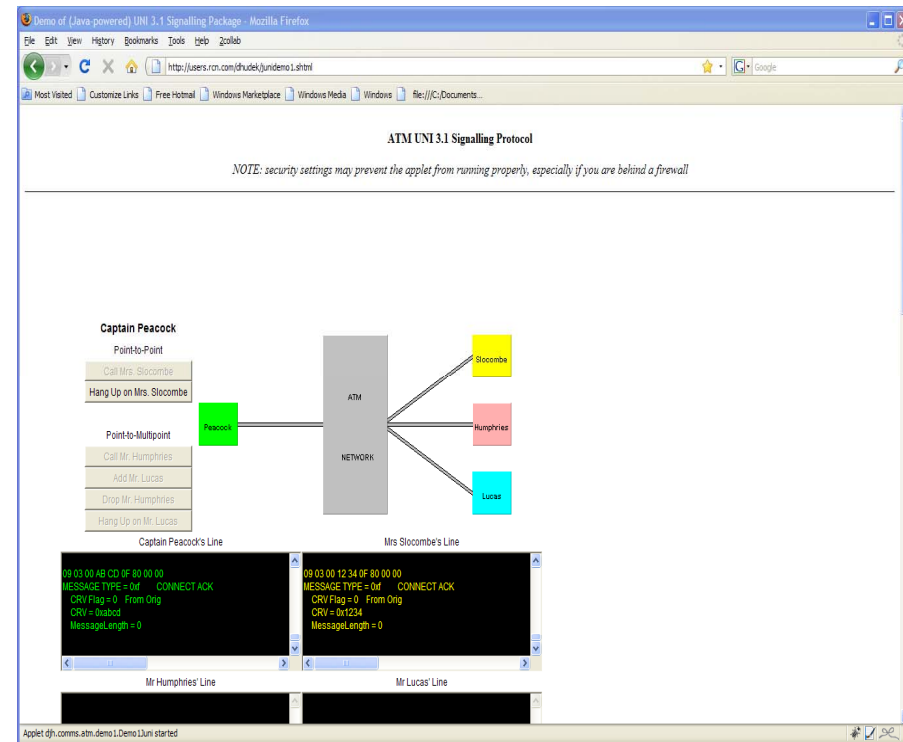 Demo of (Java-powered) UNI 3.1 Signalling Package - Mozilla Firefox
File Edit View History Bookmarks Tools Help 2collab
http://users.rcn.com/dhudek/junidemo1.shtml
G Google
Most Visited Customize Links Free Hotmail Windows Marketplace Windows Media Windows file:///C:/Documents...
ATM UNI 3.1 Signalling Protocol
NOTE: security settings may prevent the applet from running properly, especially if you are behind a firewall
Captain Peacock
Point-to-Point
Call Mrs. Slocombe
Hang Up on Mrs. Slocombe
Point-to-Multipoint
Call Mr. Humphries
Add Mr. Lucas
Drop Mr. Humphries
Hang Up on Mr. Lucas
Peacock
ATM
NETWORK
Slocombe
Humphries
Lucas
Captain Peacock's Line
09 03 00 AB CD 0F 80 00 00
MESSAGE TYPE = 0xf CONNECT ACK
CRV Flag = 0 From Orig
CRV = 0xabcd
MessageLength = 0
Mrs Slocombe's Line
09 03 00 12 34 0F 80 00 00
MESSAGE TYPE = 0xf CONNECT ACK
CRV Flag = 0 From Orig
CRV = 0x1234
MessageLength = 0
Mr Humphries' Line
Mr Lucas' Line
Applet djh.comms.atm.demo1.Demo1Juni started